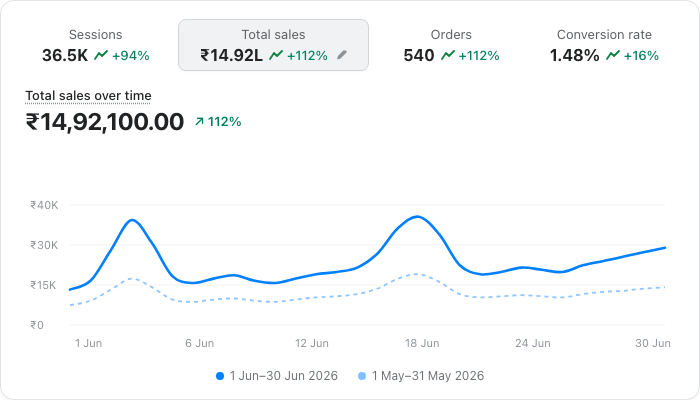 Sessions
36.5K +94%
Total sales
₹14.92L +112%
Orders
540 +112%
Conversion rate
1.48% +16%
Total sales over time
₹14,92,100.00 ↗ 112%
₹40K
₹30K
₹15K
₹0
1 Jun 6 Jun 12 Jun 18 Jun 24 Jun 30 Jun
1 Jun–30 Jun 2026 1 May–31 May 2026